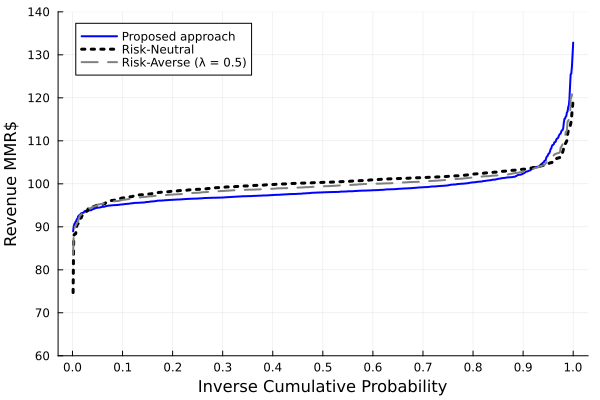 140
130
120
110
100
90
80
70
60
Revenue MMR$
Proposed approach
Risk-Neutral
Risk-Averse (λ = 0.5)
0.0 0.1 0.2 0.3 0.4 0.5 0.6 0.7 0.8 0.9 1.0
Inverse Cumulative Probability